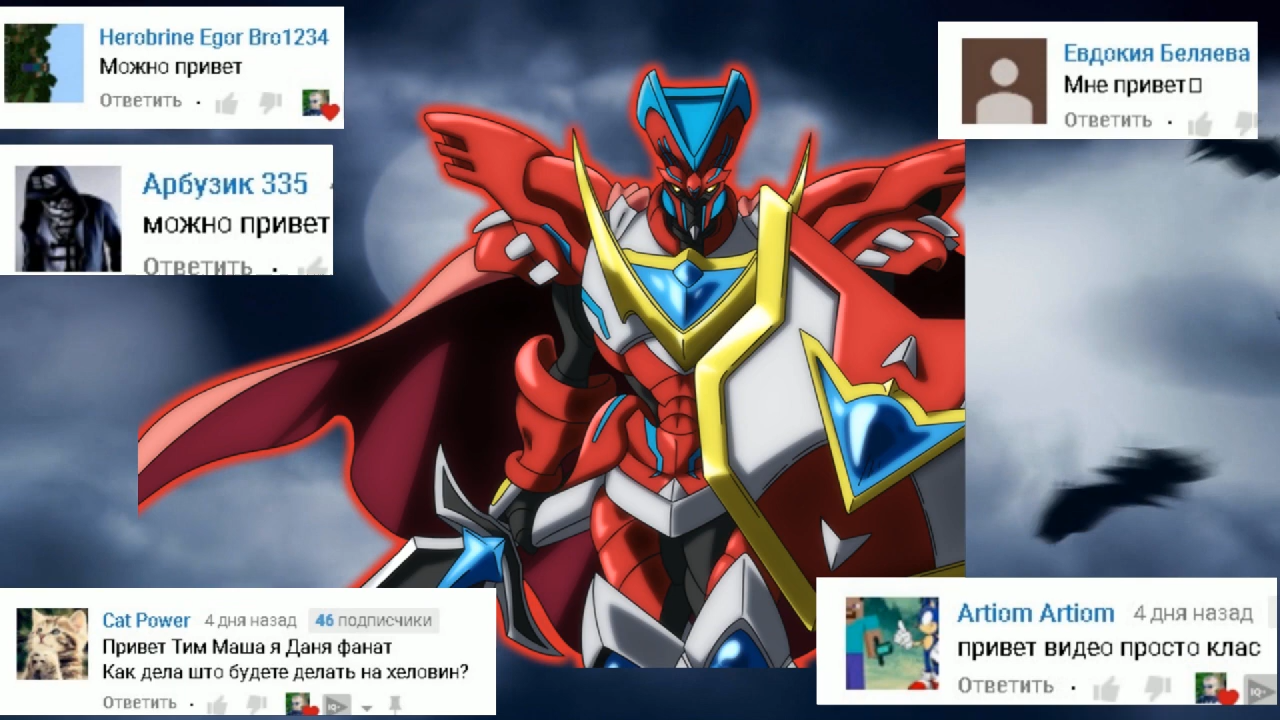 Herobrine Egor Bro1234
Можно привет
Ответить
Евдокия Беляева
Мне привет
Ответить
Арбузик 335
можно привет
Ответить
Cat Power 4 дня назад 46 подписчики
Привет Тим Маша я Даня фанат
Как дела што будете делать на хеловин?
Ответить
IQ+
Artiom Artiom 4 дня назад
привет видео просто клас
Ответить
IQ+